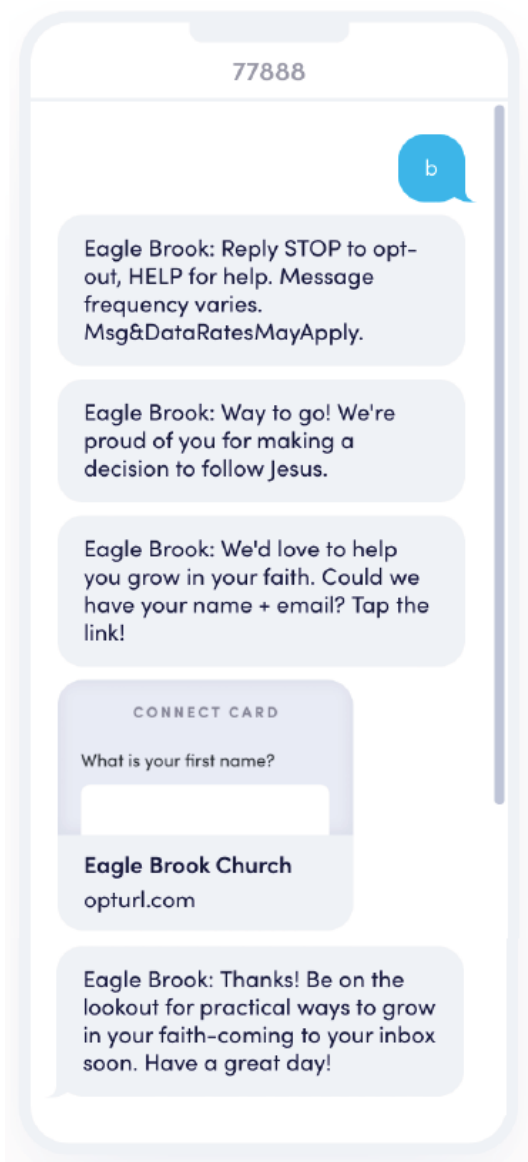 77888
b
Eagle Brook: Reply STOP to opt-
out, HELP for help. Message
frequency varies.
Msg&DataRatesMayApply.
Eagle Brook: Way to go! We're
proud of you for making a
decision to follow Jesus.
Eagle Brook: We'd love to help
you grow in your faith. Could we
have your name + email? Tap the
link!
CONNECT CARD
What is your first name?
Eagle Brook Church
opturl.com
Eagle Brook: Thanks! Be on the
lookout for practical ways to grow
in your faith-coming to your inbox
soon. Have a great day!